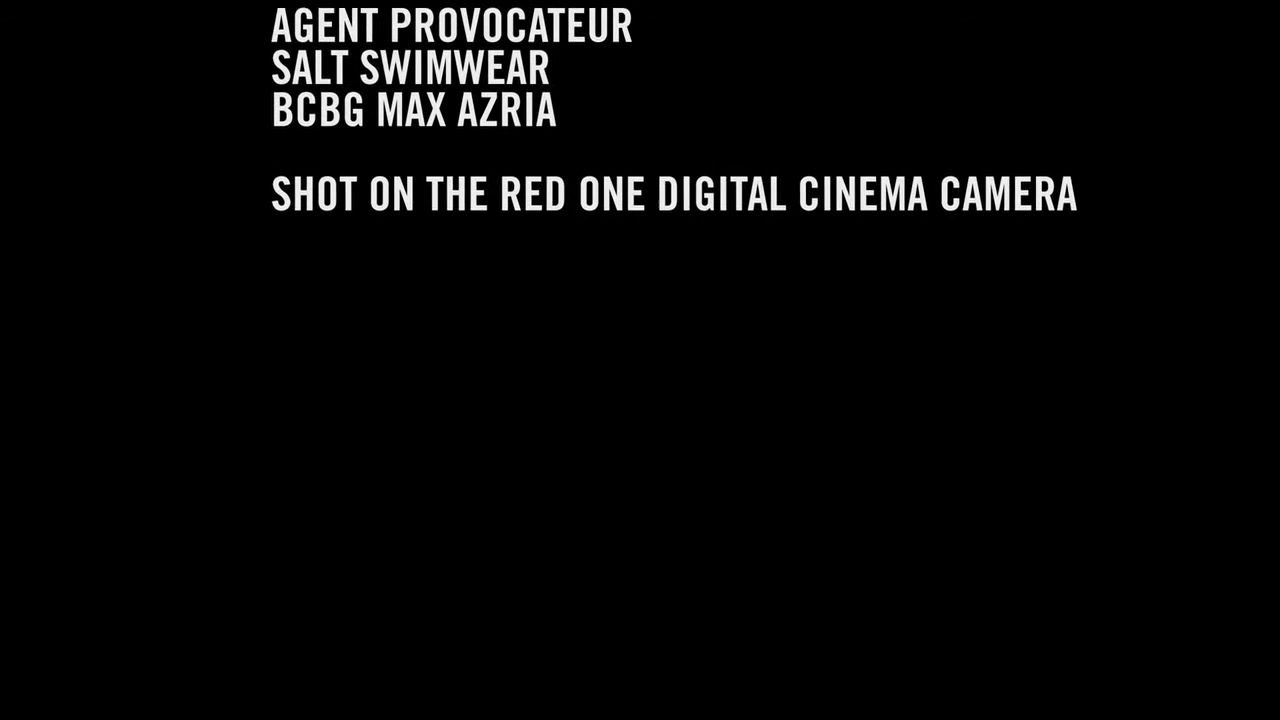 AGENT PROVOCATEUR
SALT SWIMWEAR
BCBG MAX AZRIA
SHOT ON THE RED ONE DIGITAL CINEMA CAMERA